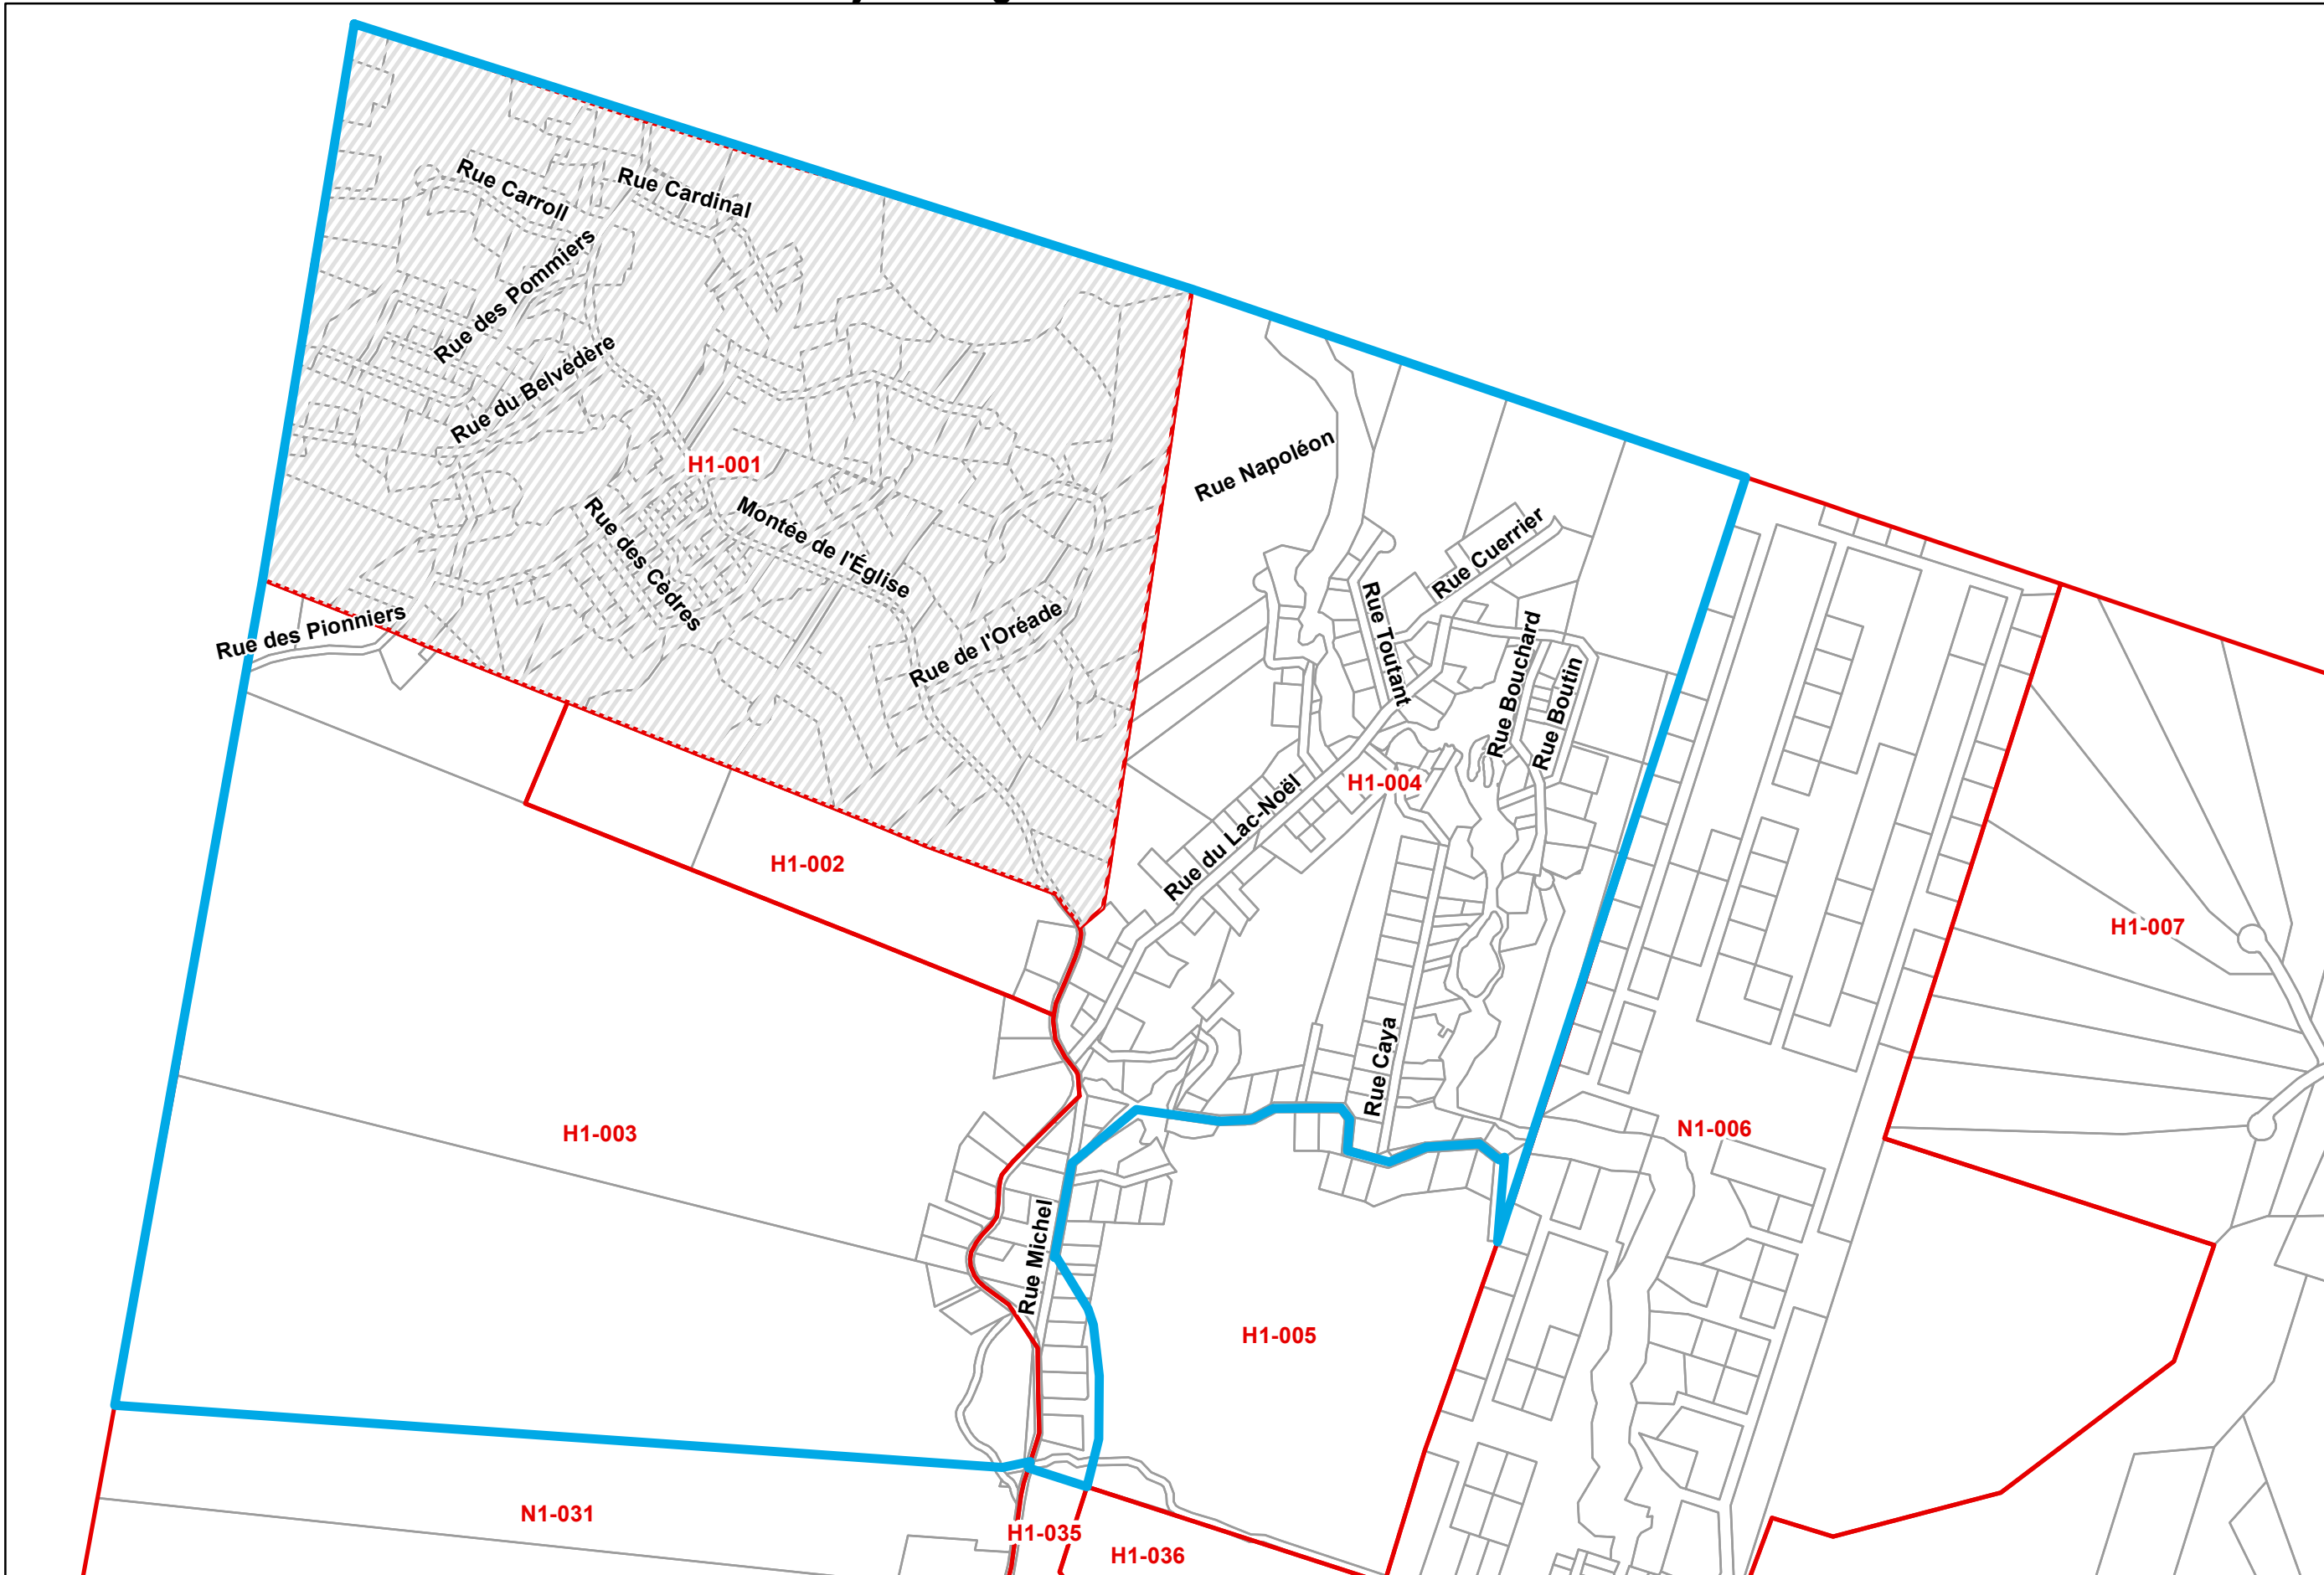 Rue Carroll
Rue Cardinal
Rue des Pommiers
Rue du Belvédère
H1-001
Rue Napoléon
Rue des Cèdres
Montée de l'Église
Rue Cuerrier
Rue des Pionniers
Rue de l'Oréade
Rue Toutant
Rue Bouchard
Rue Boutin
H1-004
Rue du Lac-Noël
H1-002
H1-007
Rue Caya
H1-003
N1-006
Rue Michel
H1-005
N1-031
H1-035
H1-036